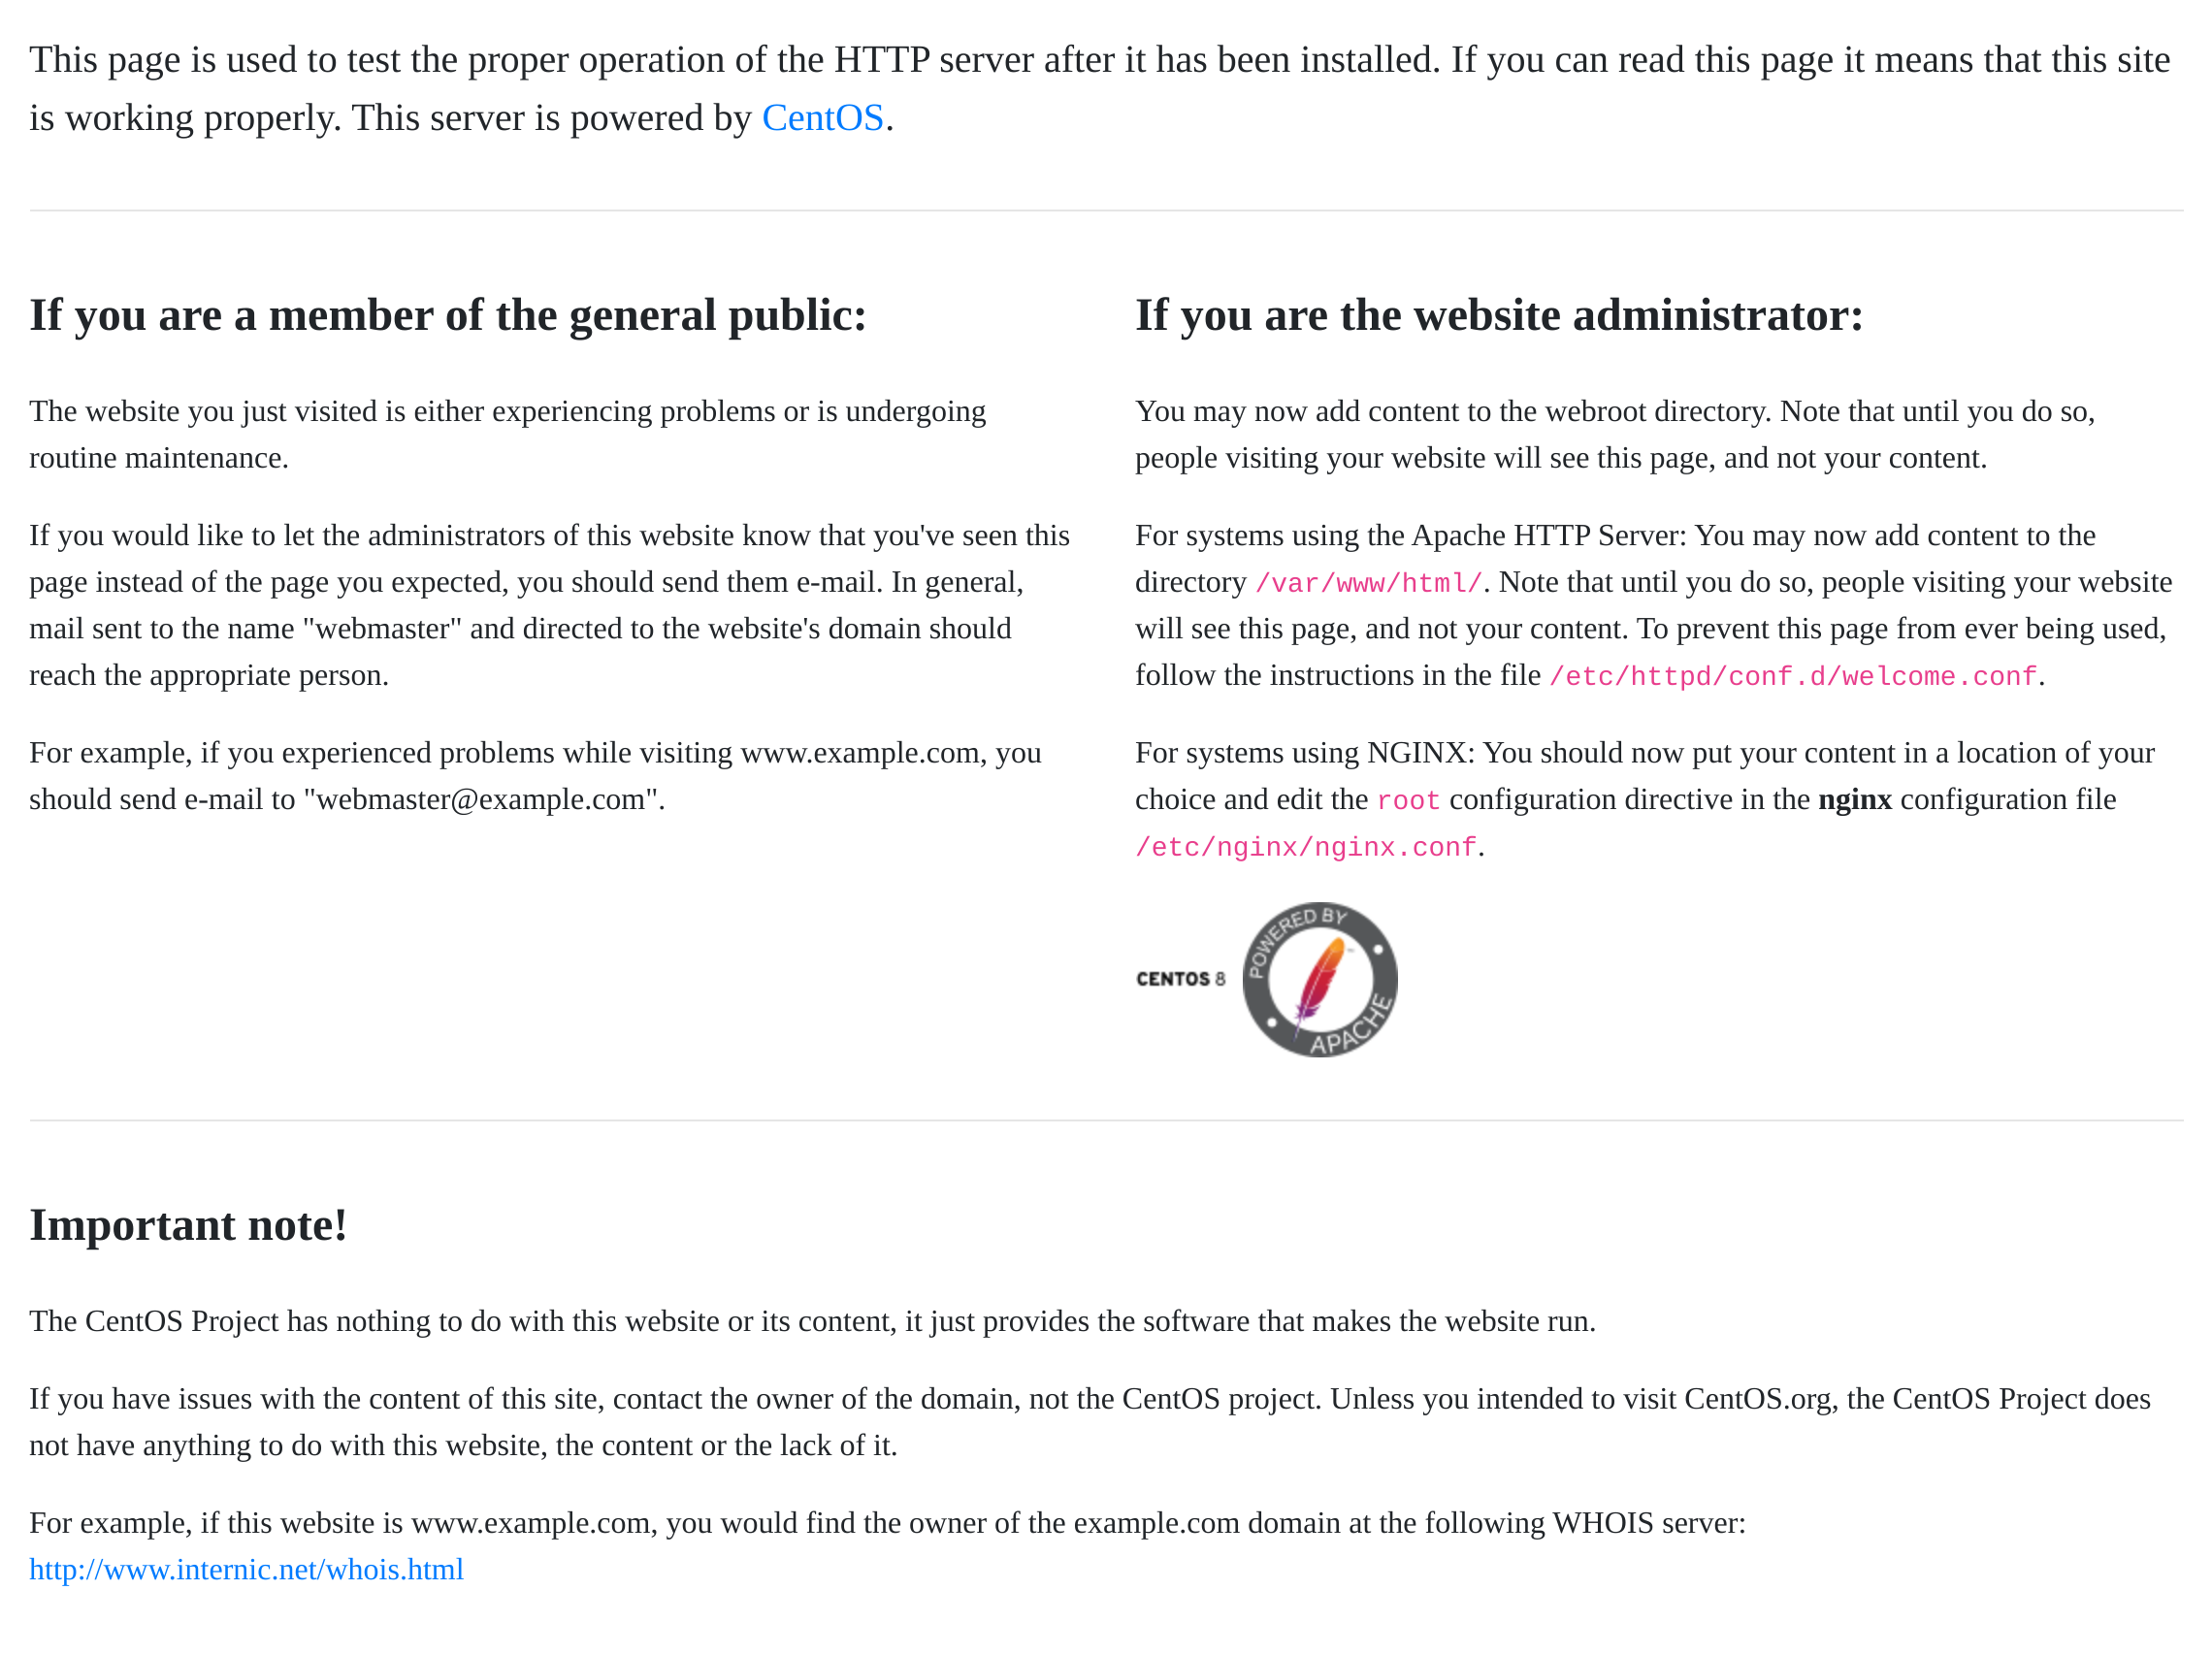 This page is used to test the proper operation of the HTTP server after it has been installed. If you can read this page it means that this site
is working properly. This server is powered by CentOS.
If you are a member of the general public:
The website you just visited is either experiencing problems or is undergoing
routine maintenance.
If you would like to let the administrators of this website know that you've seen this
page instead of the page you expected, you should send them e-mail. In general,
mail sent to the name "webmaster" and directed to the website's domain should
reach the appropriate person.
For example, if you experienced problems while visiting www.example.com, you
should send e-mail to "webmaster@example.com".
If you are the website administrator:
You may now add content to the webroot directory. Note that until you do so,
people visiting your website will see this page, and not your content.
For systems using the Apache HTTP Server: You may now add content to the
directory /var/www/html/. Note that until you do so, people visiting your website
will see this page, and not your content. To prevent this page from ever being used,
follow the instructions in the file /etc/httpd/conf.d/welcome.conf.
For systems using NGINX: You should now put your content in a location of your
choice and edit the root configuration directive in the nginx configuration file
/etc/nginx/nginx.conf.
CENTOS 8
POWERED BY
APACHE
Important note!
The CentOS Project has nothing to do with this website or its content, it just provides the software that makes the website run.
If you have issues with the content of this site, contact the owner of the domain, not the CentOS project. Unless you intended to visit CentOS.org, the CentOS Project does
not have anything to do with this website, the content or the lack of it.
For example, if this website is www.example.com, you would find the owner of the example.com domain at the following WHOIS server:
http://www.internic.net/whois.html